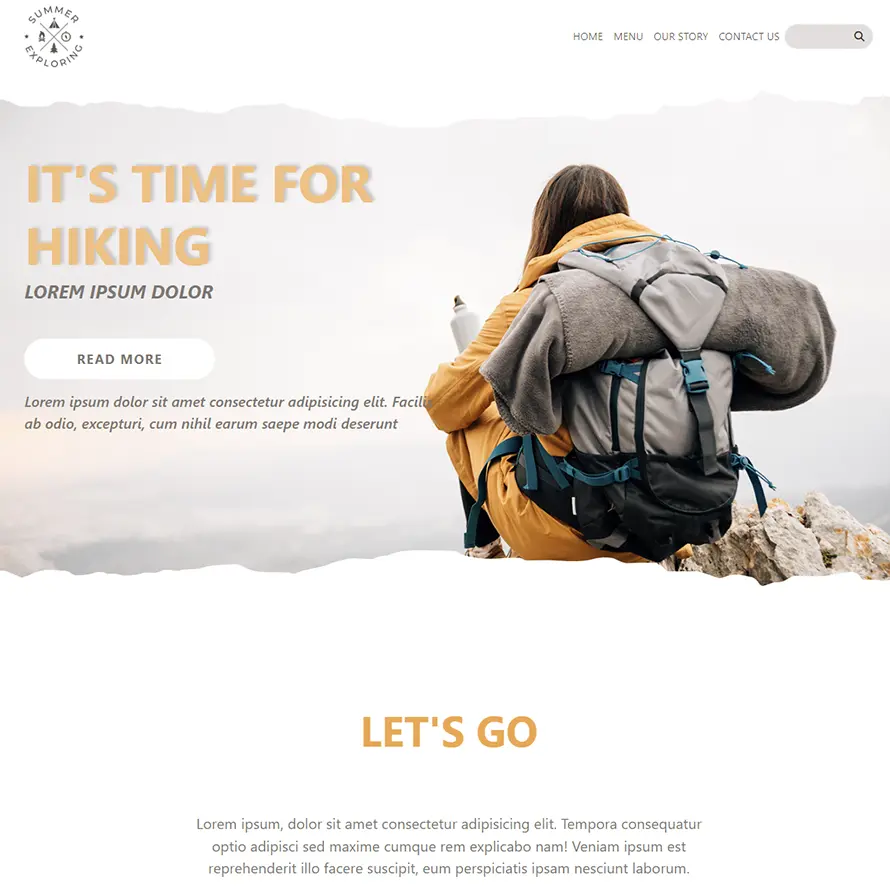 SUMMER
EXPLORING
HOME MENU OUR STORY CONTACT US
IT'S TIME FOR
HIKING
LOREM IPSUM DOLOR
READ MORE
Lorem ipsum dolor sit amet consectetur adipisicing elit. Facilis
ab odio, excepturi, cum nihil earum saepe modi deserunt
LET'S GO
Lorem ipsum, dolor sit amet consectetur adipisicing elit. Tempora consequatur
optio adipisci sed maxime cumque rem explicabo nam! Veniam ipsum est
reprehenderit illo facere suscipit, eum perspiciatis ipsam nesciunt laborum.